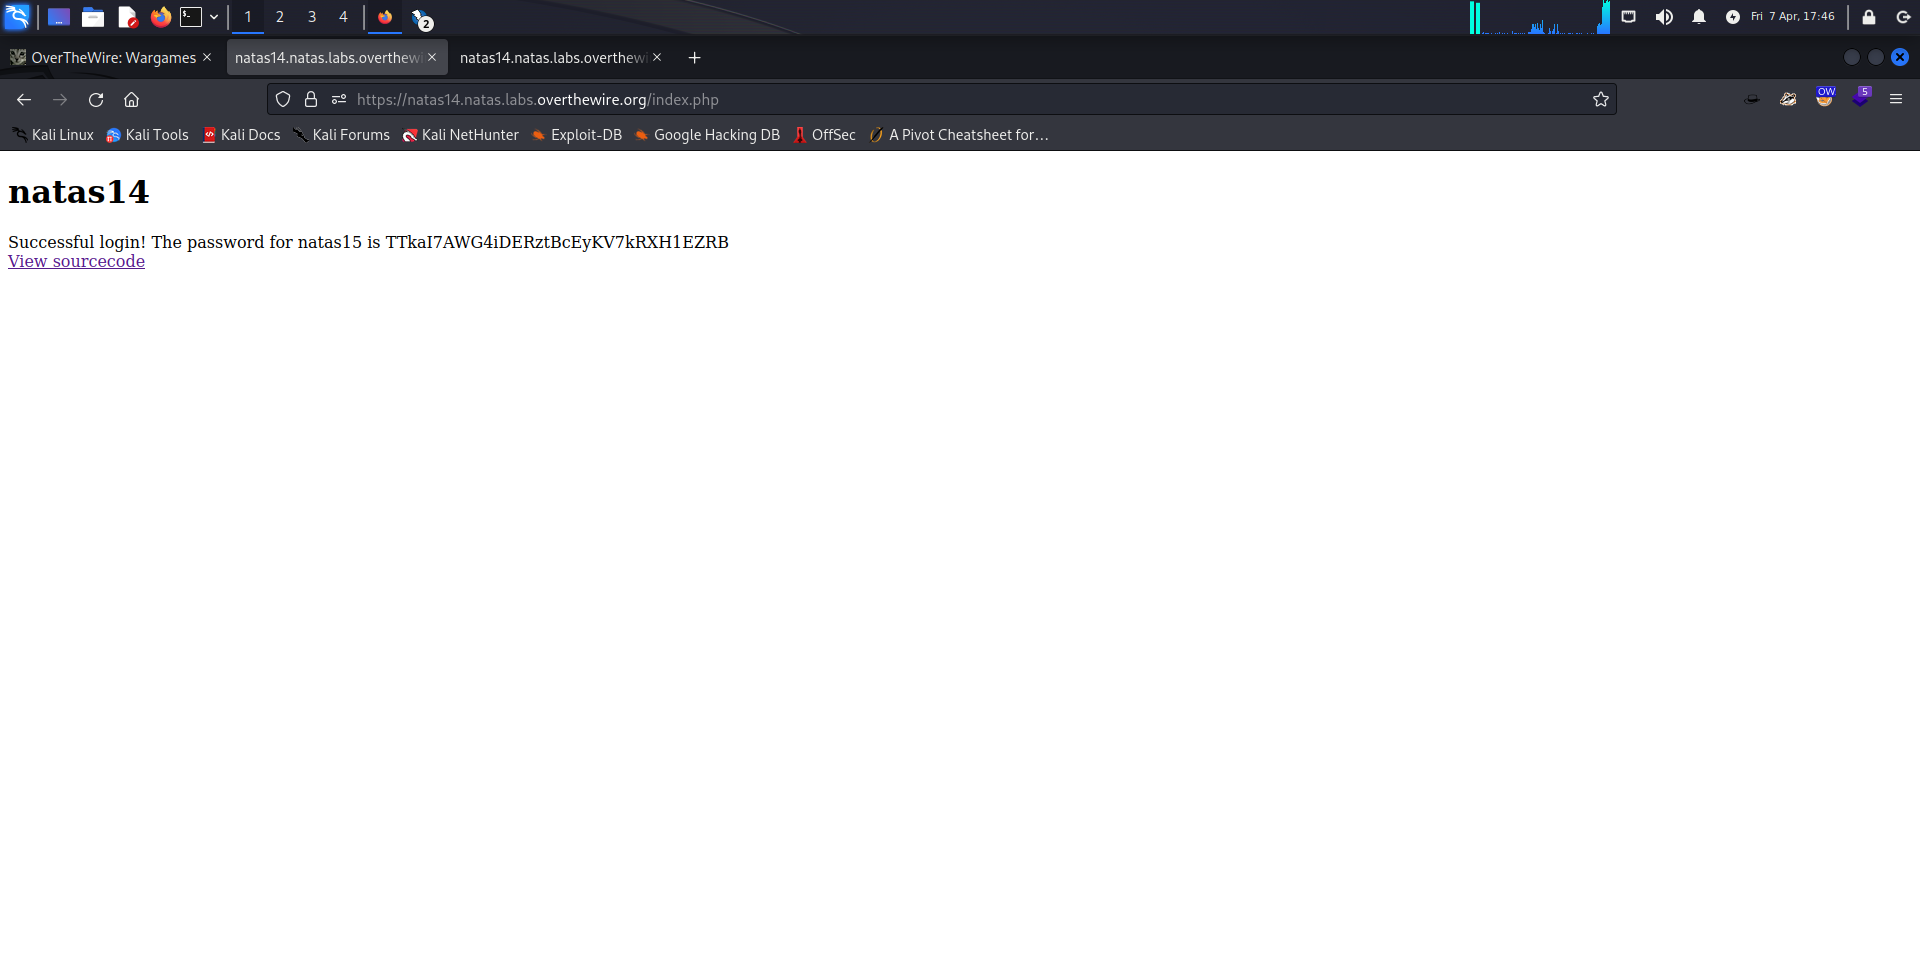 1 2 3 4 2 Fri 7 Apr, 17:46
OverTheWire: Wargames natas14.natas.labs.overthew natas14.natas.labs.overthewi
https://natas14.natas.labs.overthewire.org/index.php OW 5
Kali Linux Kali Tools Kali Docs Kali Forums Kali NetHunter Exploit-DB Google Hacking DB OffSec A Pivot Cheatsheet for…
natas14
Successful login! The password for natas15 is TTkaI7AWG4iDERztBcEyKV7kRXH1EZRB
View sourcecode